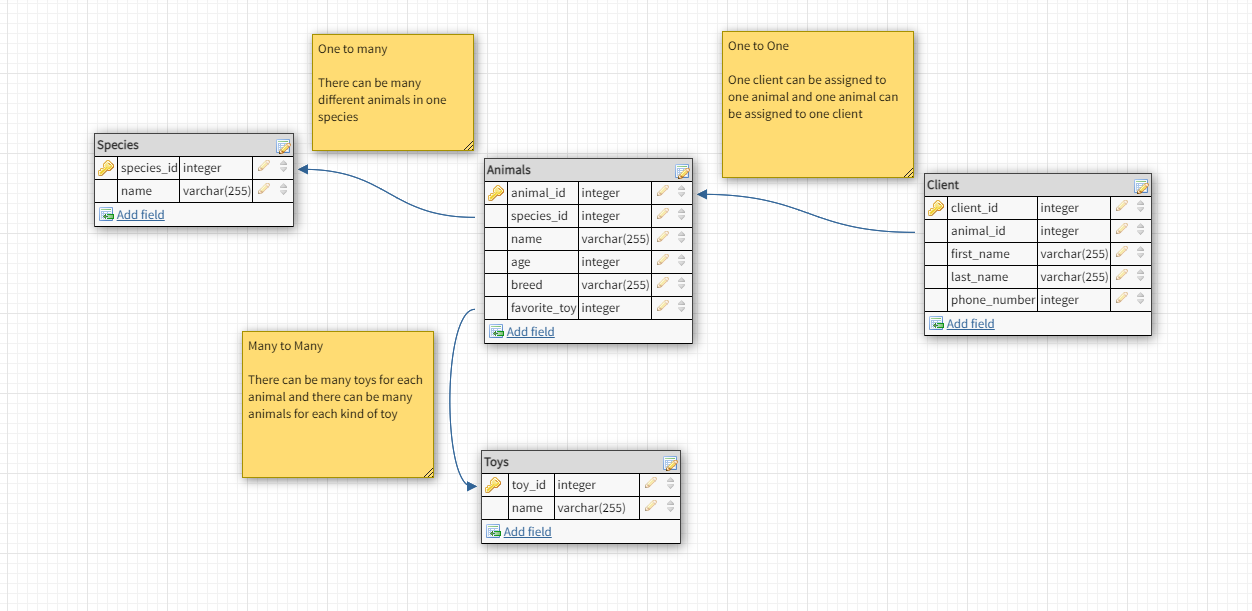 One to many
There can be many
different animals in one
species
One to One
One client can be assigned to
one animal and one animal can
be assigned to one client
Species
species_id integer
name varchar(255)
Add field
Animals
animal_id integer
species_id integer
name varchar(255)
age integer
breed varchar(255)
favorite_toy integer
Add field
Client
client_id integer
animal_id integer
first_name varchar(255)
last_name varchar(255)
phone_number integer
Add field
Many to Many
There can be many toys for each
animal and there can be many
animals for each kind of toy
Toys
toy_id integer
name varchar(255)
Add field